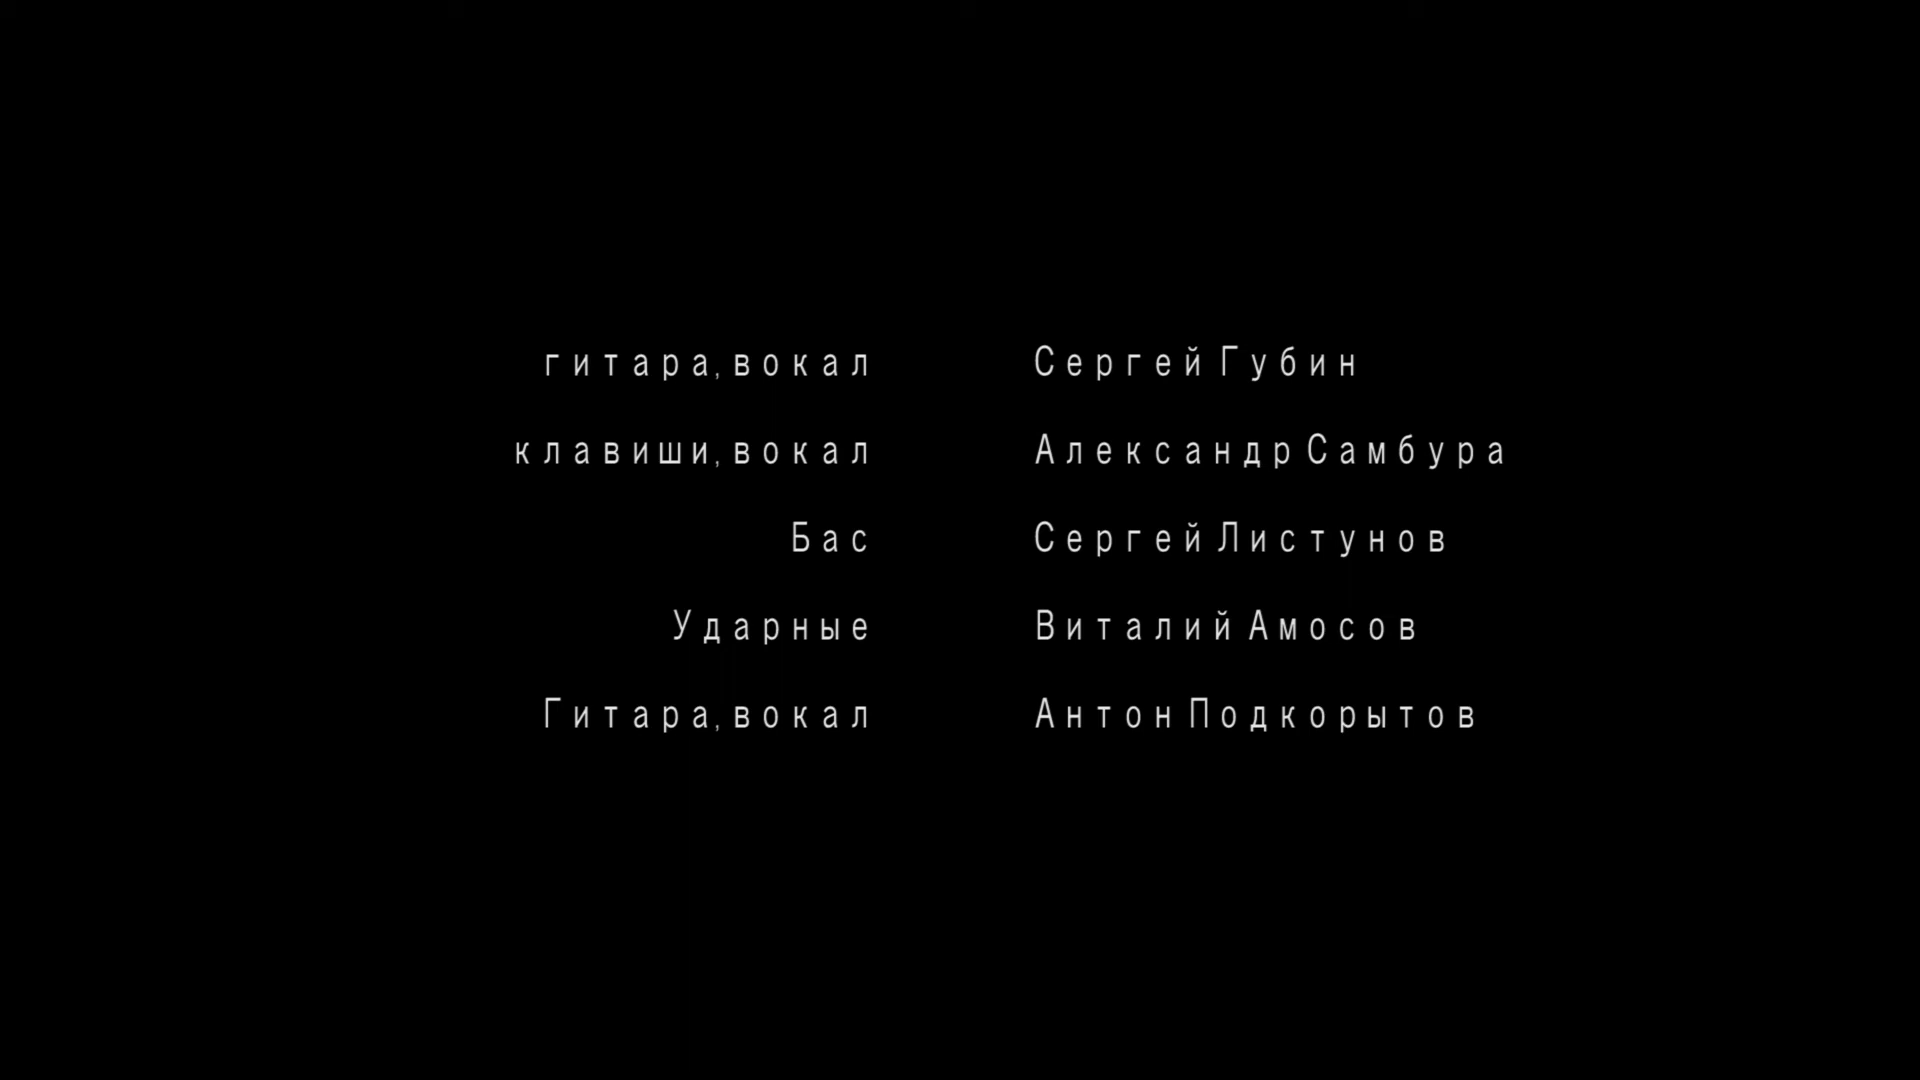 гитара,вокал Сергей Губин
клавиши,вокал Александр Самбура
Бас Сергей Листунов
Ударные Виталий Амосов
Гитара,вокал Антон Подкорытов